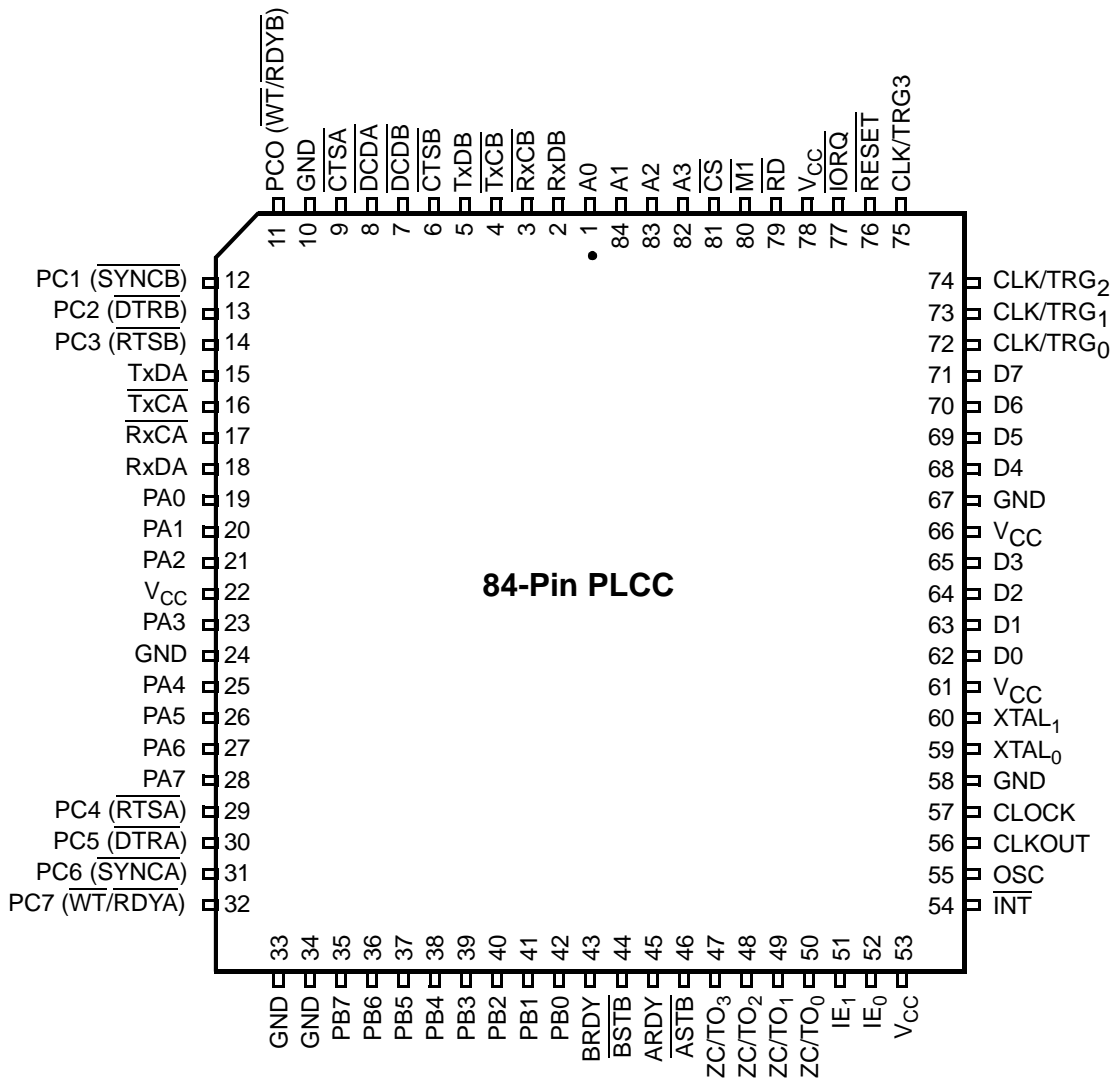 PCO (WT/RDYB)
GND
CTSA
DCDA
DCDB
CTSB
TxDB
TxCB
RxCB
RxDB
A0
A1
A2
A3
CS
M1
RD
VCC
IORQ
RESET
CLK/TRG3
11 10 9 8 7 6 5 4 3 2 1 84 83 82 81 80 79 78 77 76 75
PC1 (SYNCB) 12
PC2 (DTRB) 13
PC3 (RTSB) 14
TxDA 15
TxCA 16
RxCA 17
RxDA 18
PA0 19
PA1 20
PA2 21
VCC 22
PA3 23
GND 24
PA4 25
PA5 26
PA6 27
PA7 28
PC4 (RTSA) 29
PC5 (DTRA) 30
PC6 (SYNCA) 31
PC7 (WT/RDYA) 32
84-Pin PLCC
74 CLK/TRG2
73 CLK/TRG1
72 CLK/TRG0
71 D7
70 D6
69 D5
68 D4
67 GND
66 VCC
65 D3
64 D2
63 D1
62 D0
61 VCC
60 XTAL1
59 XTAL0
58 GND
57 CLOCK
56 CLKOUT
55 OSC
54 INT
33 34 35 36 37 38 39 40 41 42 43 44 45 46 47 48 49 50 51 52 53
GND
GND
PB7
PB6
PB5
PB4
PB3
PB2
PB1
PB0
BRDY
BSTB
ARDY
ASTB
ZC/TO3
ZC/TO2
ZC/TO1
ZC/TO0
IE1
IE0
VCC